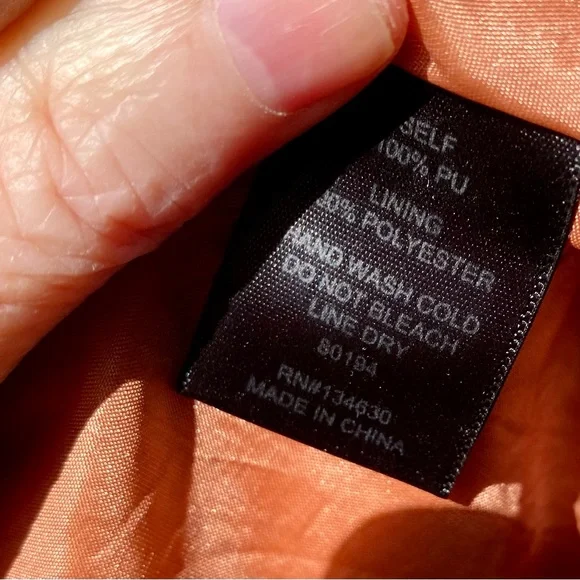 SELF
100% PU
LINING
00% POLYESTER
HAND WASH COLD
DO NOT BLEACH
LINE DRY
80194
RN#134630
MADE IN CHINA